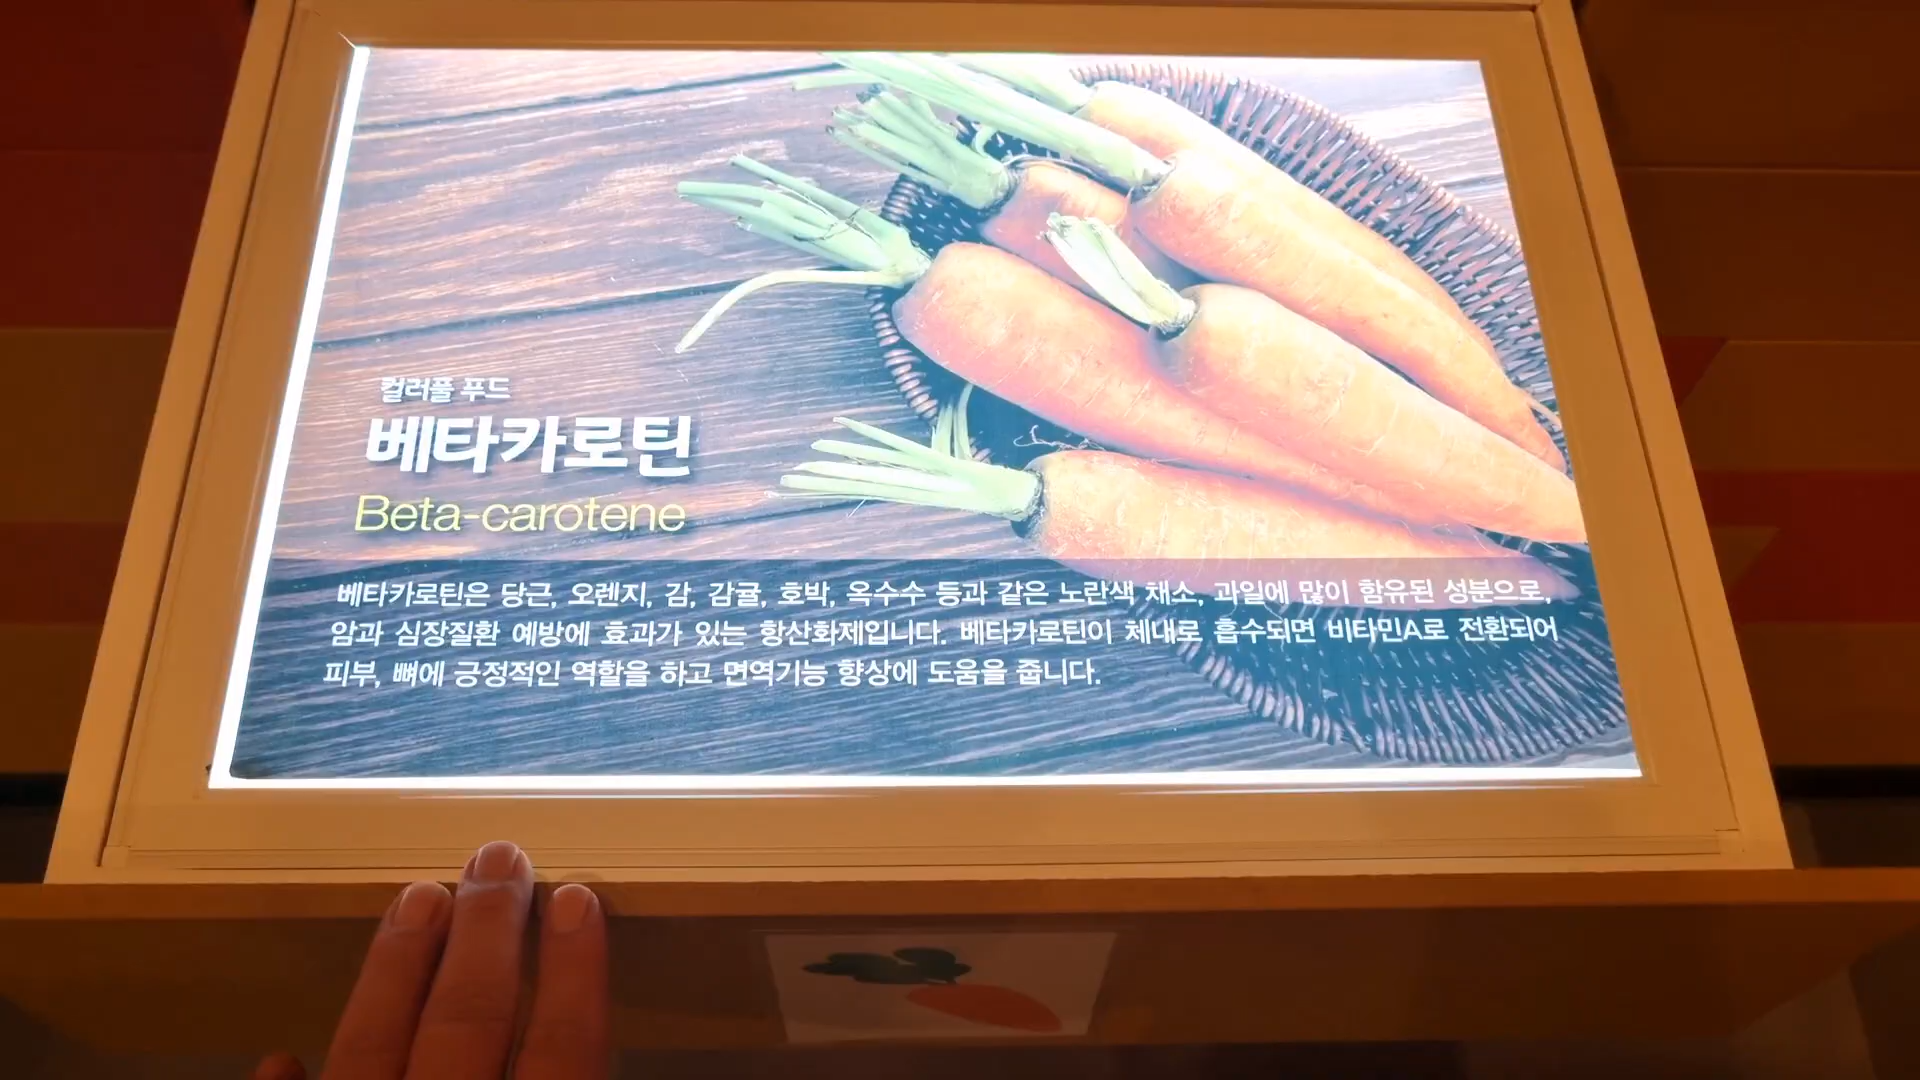 컬러풀 푸드
베타카로틴
Beta-carotene
베타카로틴은 당근, 오렌지, 감, 감귤, 호박, 옥수수 등과 같은 노란색 채소, 과일에 많이 함유된 성분으로,
암과 심장질환 예방에 효과가 있는 항산화제입니다. 베타카로틴이 체내로 흡수되면 비타민A로 전환되어
피부, 뼈에 긍정적인 역할을 하고 면역기능 향상에 도움을 줍니다.